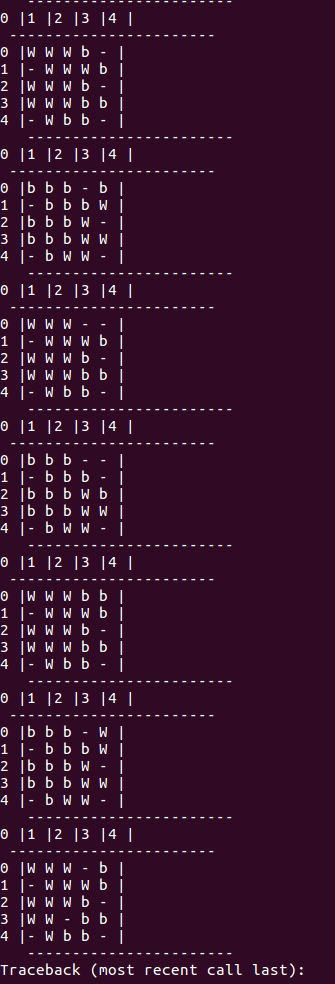 -----------------------
0 |1 |2 |3 |4 |
-----------------------
0 |W W W b - |
1 |- W W W b |
2 |W W W b - |
3 |W W W b b |
4 |- W b b - |
-----------------------
0 |1 |2 |3 |4 |
-----------------------
0 |b b b - b |
1 |- b b b W |
2 |b b b W - |
3 |b b b W W |
4 |- b W W - |
-----------------------
0 |1 |2 |3 |4 |
-----------------------
0 |W W W - - |
1 |- W W W b |
2 |W W W b - |
3 |W W W b b |
4 |- W b b - |
-----------------------
0 |1 |2 |3 |4 |
-----------------------
0 |b b b - - |
1 |- b b b - |
2 |b b b W b |
3 |b b b W W |
4 |- b W W - |
-----------------------
0 |1 |2 |3 |4 |
-----------------------
0 |W W W b b |
1 |- W W W b |
2 |W W W b - |
3 |W W W b b |
4 |- W b b - |
-----------------------
0 |1 |2 |3 |4 |
-----------------------
0 |b b b - W |
1 |- b b b W |
2 |b b b W - |
3 |b b b W W |
4 |- b W W - |
-----------------------
0 |1 |2 |3 |4 |
-----------------------
0 |W W W - b |
1 |- W W W b |
2 |W W W b - |
3 |W W - b b |
4 |- W b b - |
-----------------------
Traceback (most recent call last):